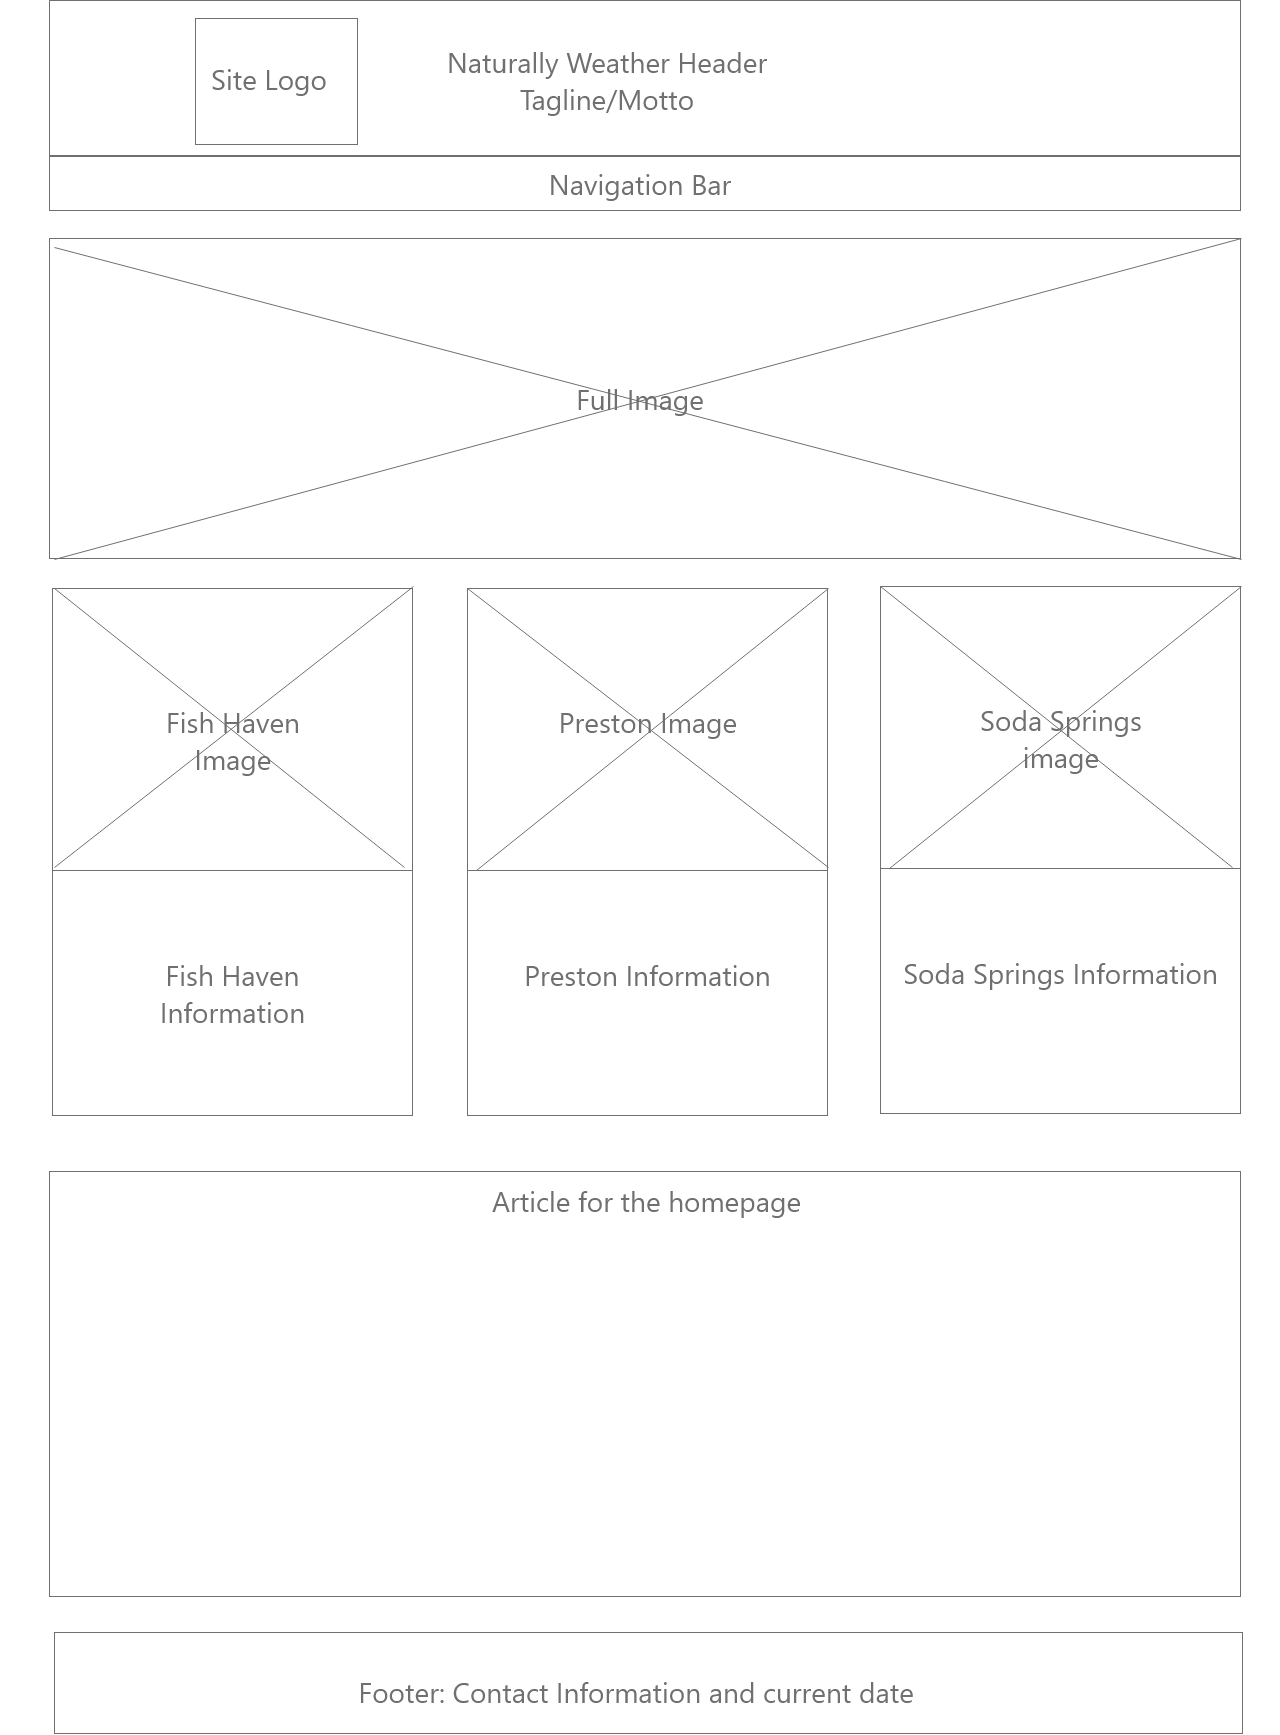 Site Logo
Naturally Weather Header
Tagline/Motto
Navigation Bar
Full Image
Fish Haven
Image
Preston Image
Soda Springs
image
Fish Haven
Information
Preston Information
Soda Springs Information
Article for the homepage
Footer: Contact Information and current date